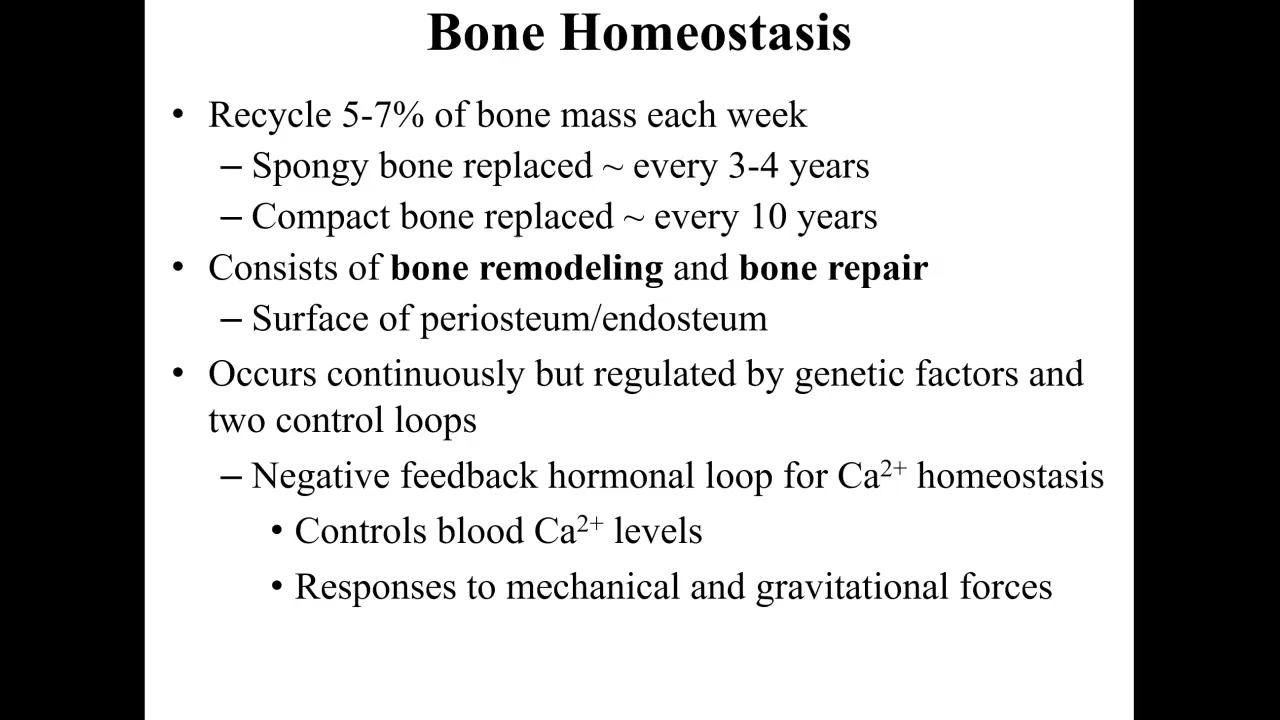 Bone Homeostasis
• Recycle 5-7% of bone mass each week
– Spongy bone replaced ~ every 3-4 years
– Compact bone replaced ~ every 10 years
• Consists of bone remodeling and bone repair
– Surface of periosteum/endosteum
• Occurs continuously but regulated by genetic factors and
two control loops
– Negative feedback hormonal loop for Ca²⁺ homeostasis
• Controls blood Ca²⁺ levels
• Responses to mechanical and gravitational forces